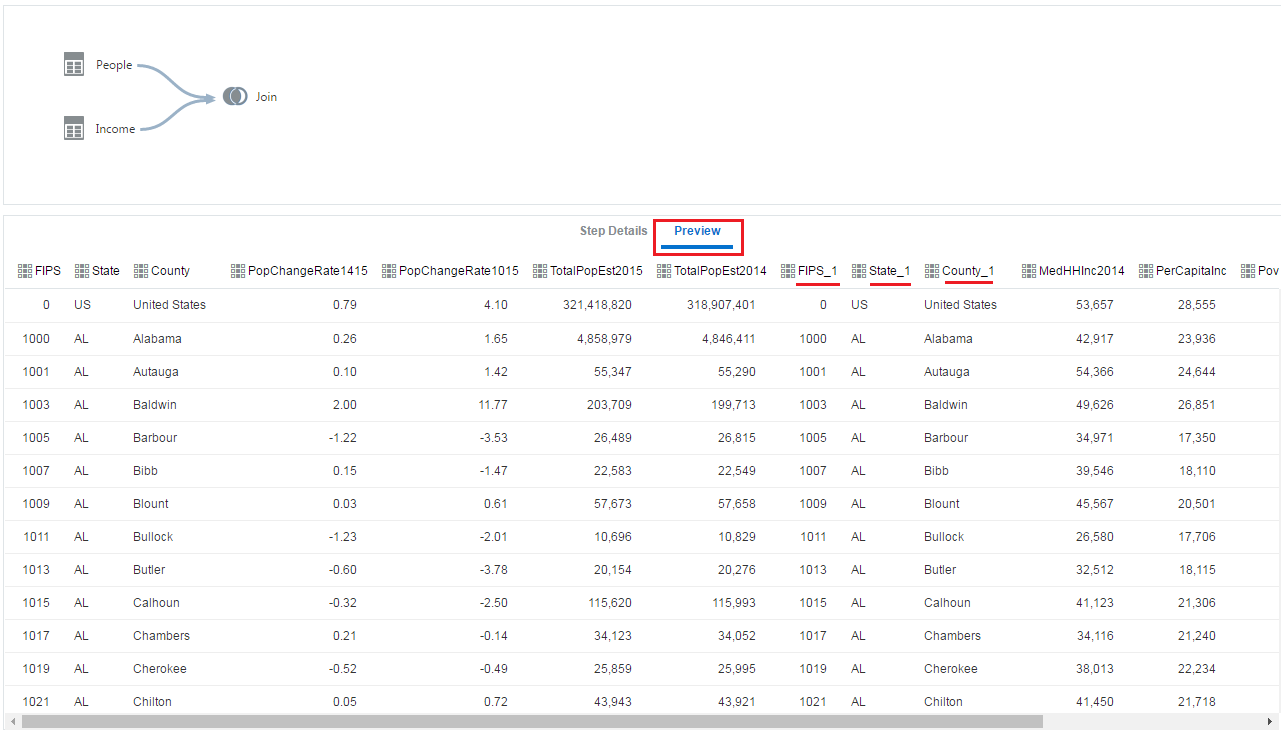 People
Join
Income
Step Details Preview
FIPS State County PopChangeRate1415 PopChangeRate1015 TotalPopEst2015 TotalPopEst2014 FIPS_1 State_1 County_1 MedHHInc2014 PerCapitaInc Pov
0 US United States 0.79 4.10 321,418,820 318,907,401 0 US United States 53,657 28,555
1000 AL Alabama 0.26 1.65 4,858,979 4,846,411 1000 AL Alabama 42,917 23,936
1001 AL Autauga 0.10 1.42 55,347 55,290 1001 AL Autauga 54,366 24,644
1003 AL Baldwin 2.00 11.77 203,709 199,713 1003 AL Baldwin 49,626 26,851
1005 AL Barbour -1.22 -3.53 26,489 26,815 1005 AL Barbour 34,971 17,350
1007 AL Bibb 0.15 -1.47 22,583 22,549 1007 AL Bibb 39,546 18,110
1009 AL Blount 0.03 0.61 57,673 57,658 1009 AL Blount 45,567 20,501
1011 AL Bullock -1.23 -2.01 10,696 10,829 1011 AL Bullock 26,580 17,706
1013 AL Butler -0.60 -3.78 20,154 20,276 1013 AL Butler 32,512 18,115
1015 AL Calhoun -0.32 -2.50 115,620 115,993 1015 AL Calhoun 41,123 21,306
1017 AL Chambers 0.21 -0.14 34,123 34,052 1017 AL Chambers 34,116 21,240
1019 AL Cherokee -0.52 -0.49 25,859 25,995 1019 AL Cherokee 38,013 22,234
1021 AL Chilton 0.05 0.72 43,943 43,921 1021 AL Chilton 41,450 21,718